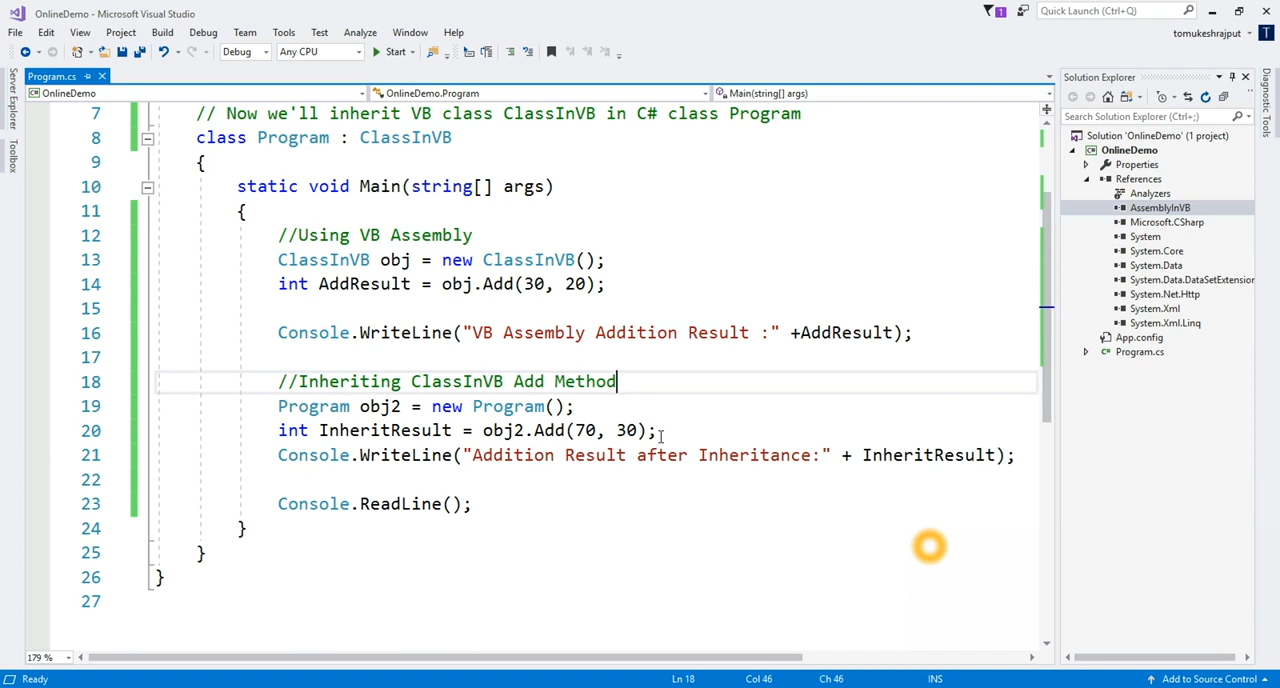 OnlineDemo - Microsoft Visual Studio
1
Quick Launch (Ctrl+Q)
File Edit View Project Build Debug Team Tools Test Analyze Window Help
tomukeshrajput T
Debug Any CPU Start
Program.cs
OnlineDemo OnlineDemo.Program Main(string[] args)
7 // Now we'll inherit VB class ClassInVB in C# class Program
8 class Program : ClassInVB
9 {
10 static void Main(string[] args)
11 {
12 //Using VB Assembly
13 ClassInVB obj = new ClassInVB();
14 int AddResult = obj.Add(30, 20);
15
16 Console.WriteLine("VB Assembly Addition Result :" +AddResult);
17
18 //Inheriting ClassInVB Add Method
19 Program obj2 = new Program();
20 int InheritResult = obj2.Add(70, 30);
21 Console.WriteLine("Addition Result after Inheritance:" + InheritResult);
22
23 Console.ReadLine();
24 }
25 }
26 }
27
179 %
Server Explorer
Toolbox
Solution Explorer
Search Solution Explorer (Ctrl+;)
Solution 'OnlineDemo' (1 project)
C# OnlineDemo
Properties
References
Analyzers
AssemblyInVB
Microsoft.CSharp
System
System.Core
System.Data
System.Data.DataSetExtension
System.Net.Http
System.Xml
System.Xml.Linq
App.config
C# Program.cs
Diagnostic Tools
Ready Ln 18 Col 46 Ch 46 INS Add to Source Control